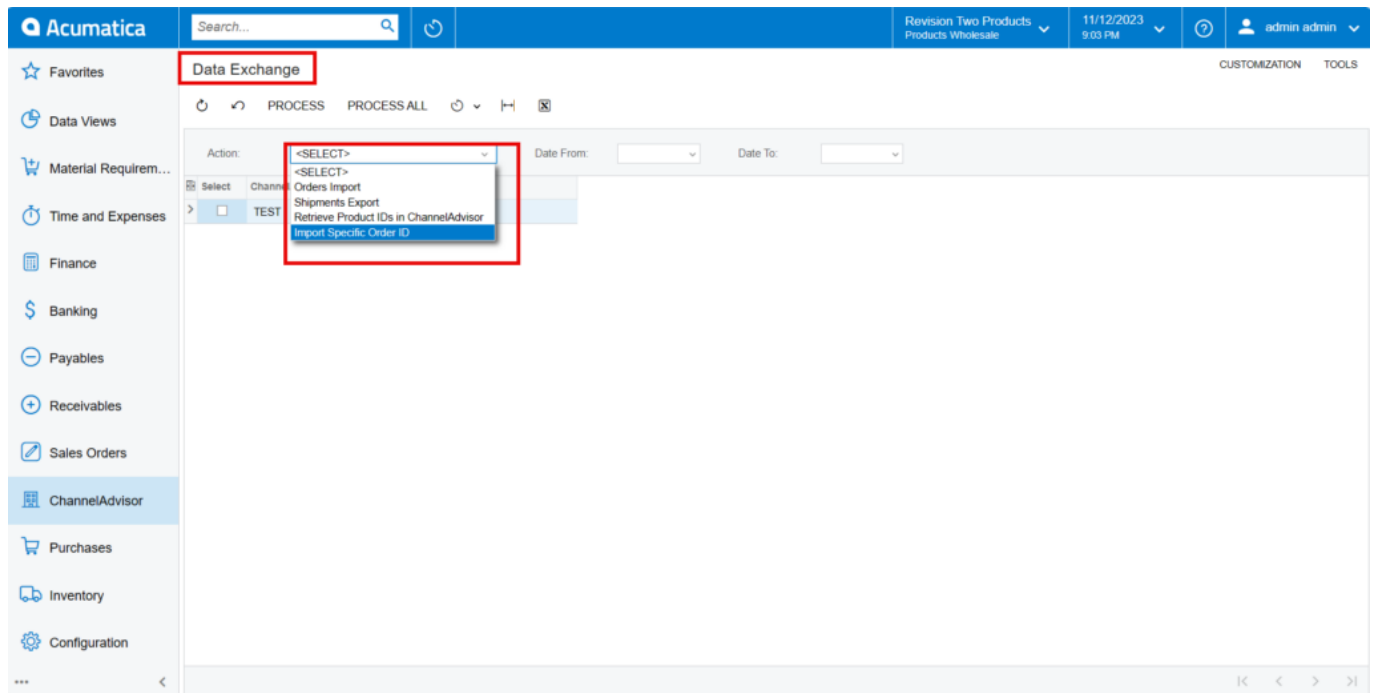 Acumatica
Search...
Revision Two Products
Products Wholesale
11/12/2023
9:03 PM
admin admin
Favorites
Data Views
Material Requirem...
Time and Expenses
Finance
Banking
Payables
Receivables
Sales Orders
ChannelAdvisor
Purchases
Inventory
Configuration
Data Exchange
CUSTOMIZATION TOOLS
PROCESS PROCESS ALL
Action: <SELECT> Date From: Date To:
<SELECT>
Orders Import
Shipments Export
Retrieve Product IDs in ChannelAdvisor
Import Specific Order ID
Select
TEST